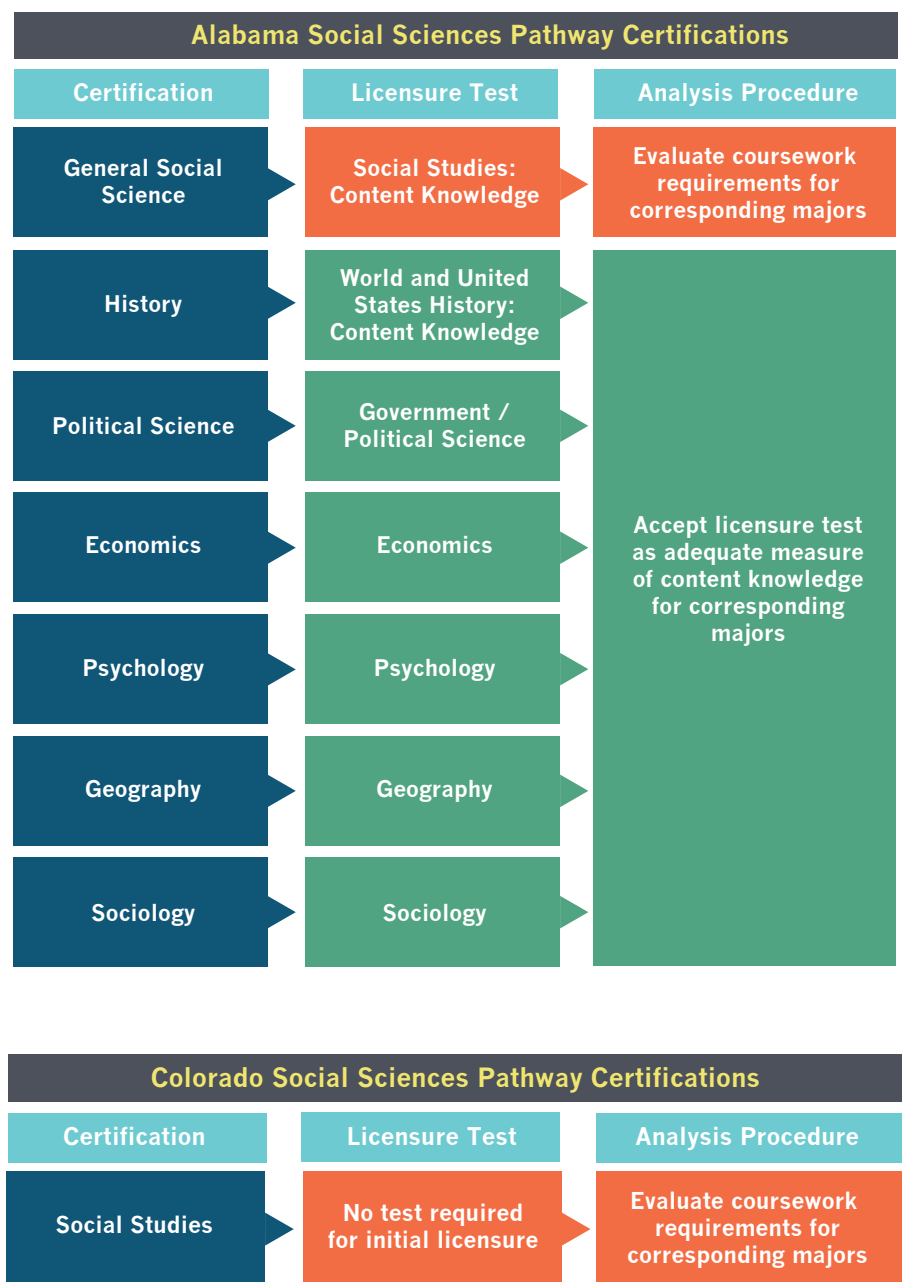 Alabama Social Sciences Pathway Certifications
Certification
Licensure Test
Analysis Procedure
General Social
Science
Social Studies:
Content Knowledge
Evaluate coursework
requirements for
corresponding majors
History
World and United
States History:
Content Knowledge
Political Science
Government /
Political Science
Economics
Economics
Accept licensure test
as adequate measure
of content knowledge
for corresponding
majors
Psychology
Psychology
Geography
Geography
Sociology
Sociology
Colorado Social Sciences Pathway Certifications
Certification
Licensure Test
Analysis Procedure
Social Studies
No test required
for initial licensure
Evaluate coursework
requirements for
corresponding majors